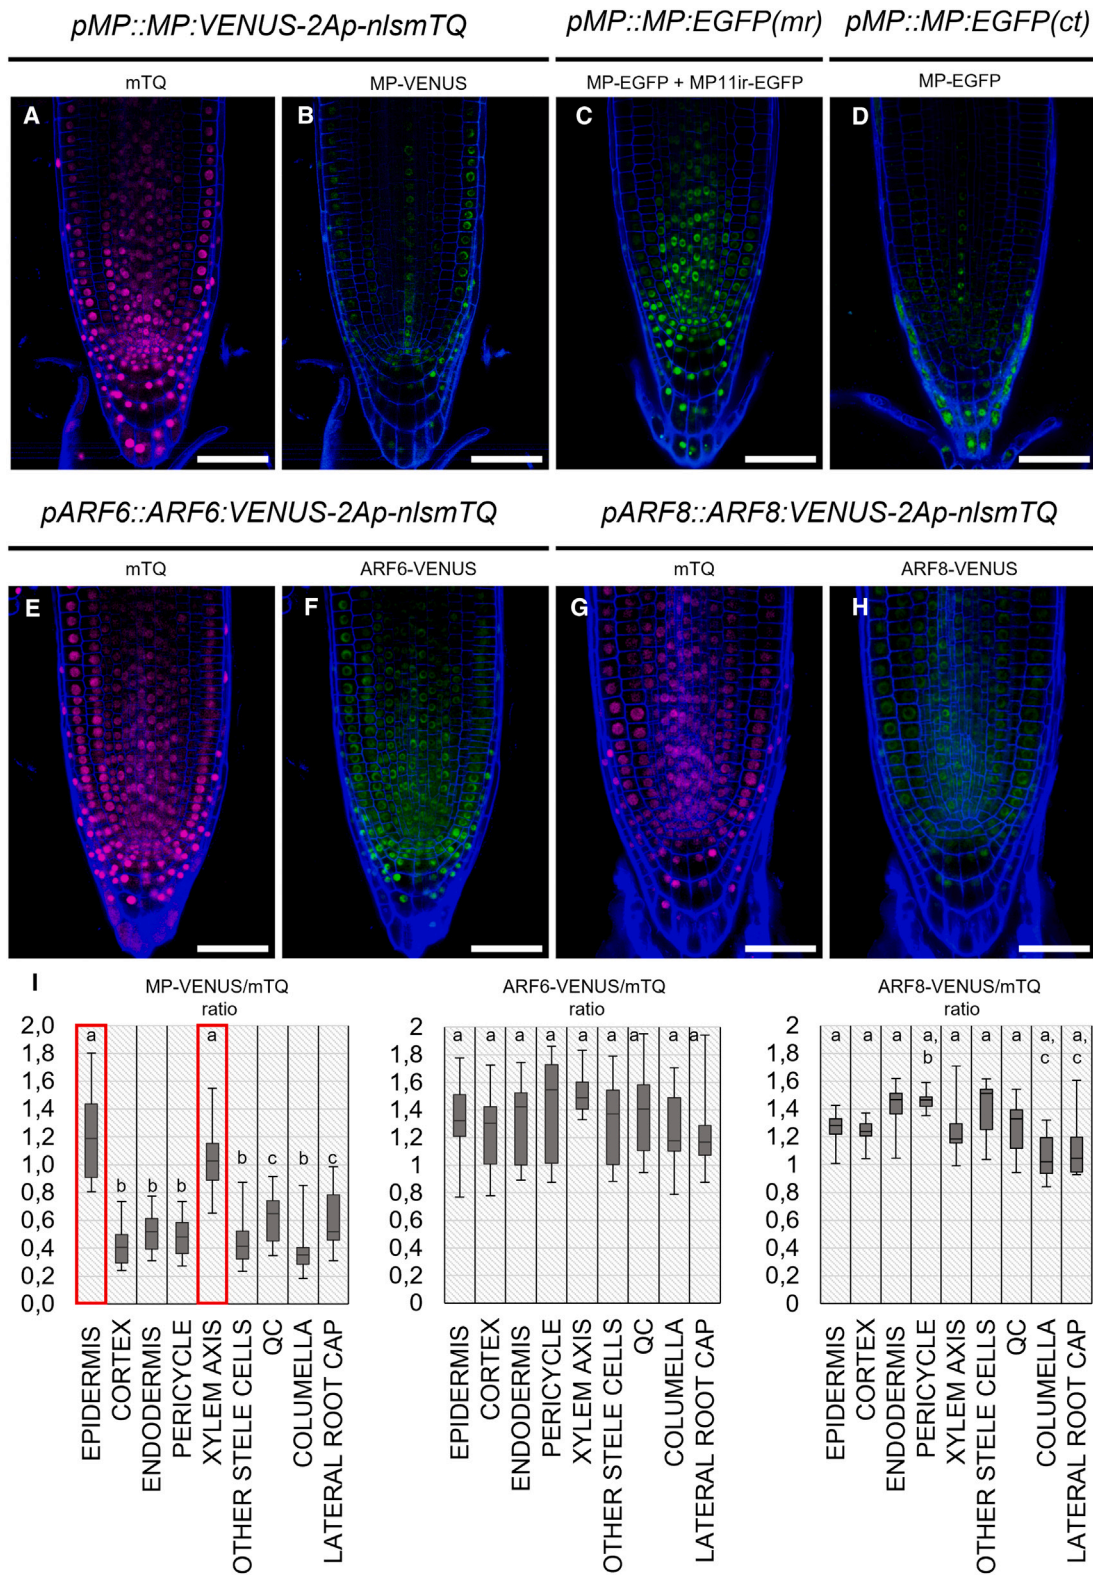 pMP::MP:VENUS-2Ap-nlsmTQ pMP::MP:EGFP(mr) pMP::MP:EGFP(ct)
mTQ MP-VENUS MP-EGFP + MP11ir-EGFP MP-EGFP
A B C D
pARF6::ARF6:VENUS-2Ap-nlsmTQ pARF8::ARF8:VENUS-2Ap-nlsmTQ
mTQ ARF6-VENUS mTQ ARF8-VENUS
E F G H
I
MP-VENUS/mTQ
ratio
2,0
1,8
1,6
1,4
1,2
1,0
0,8
0,6
0,4
0,2
0,0
a b b b a b c b c
EPIDERMIS
CORTEX
ENDODERMIS
PERICYCLE
XYLEM AXIS
OTHER STELE CELLS
QC
COLUMELLA
LATERAL ROOT CAP
ARF6-VENUS/mTQ
ratio
2
1,8
1,6
1,4
1,2
1
0,8
0,6
0,4
0,2
0
a a a a a a a a a
EPIDERMIS
CORTEX
ENDODERMIS
PERICYCLE
XYLEM AXIS
OTHER STELE CELLS
QC
COLUMELLA
LATERAL ROOT CAP
ARF8-VENUS/mTQ
ratio
2
1,8
1,6
1,4
1,2
1
0,8
0,6
0,4
0,2
0
a a a a, a a a a, a,
b c c
EPIDERMIS
CORTEX
ENDODERMIS
PERICYCLE
XYLEM AXIS
OTHER STELE CELLS
QC
COLUMELLA
LATERAL ROOT CAP